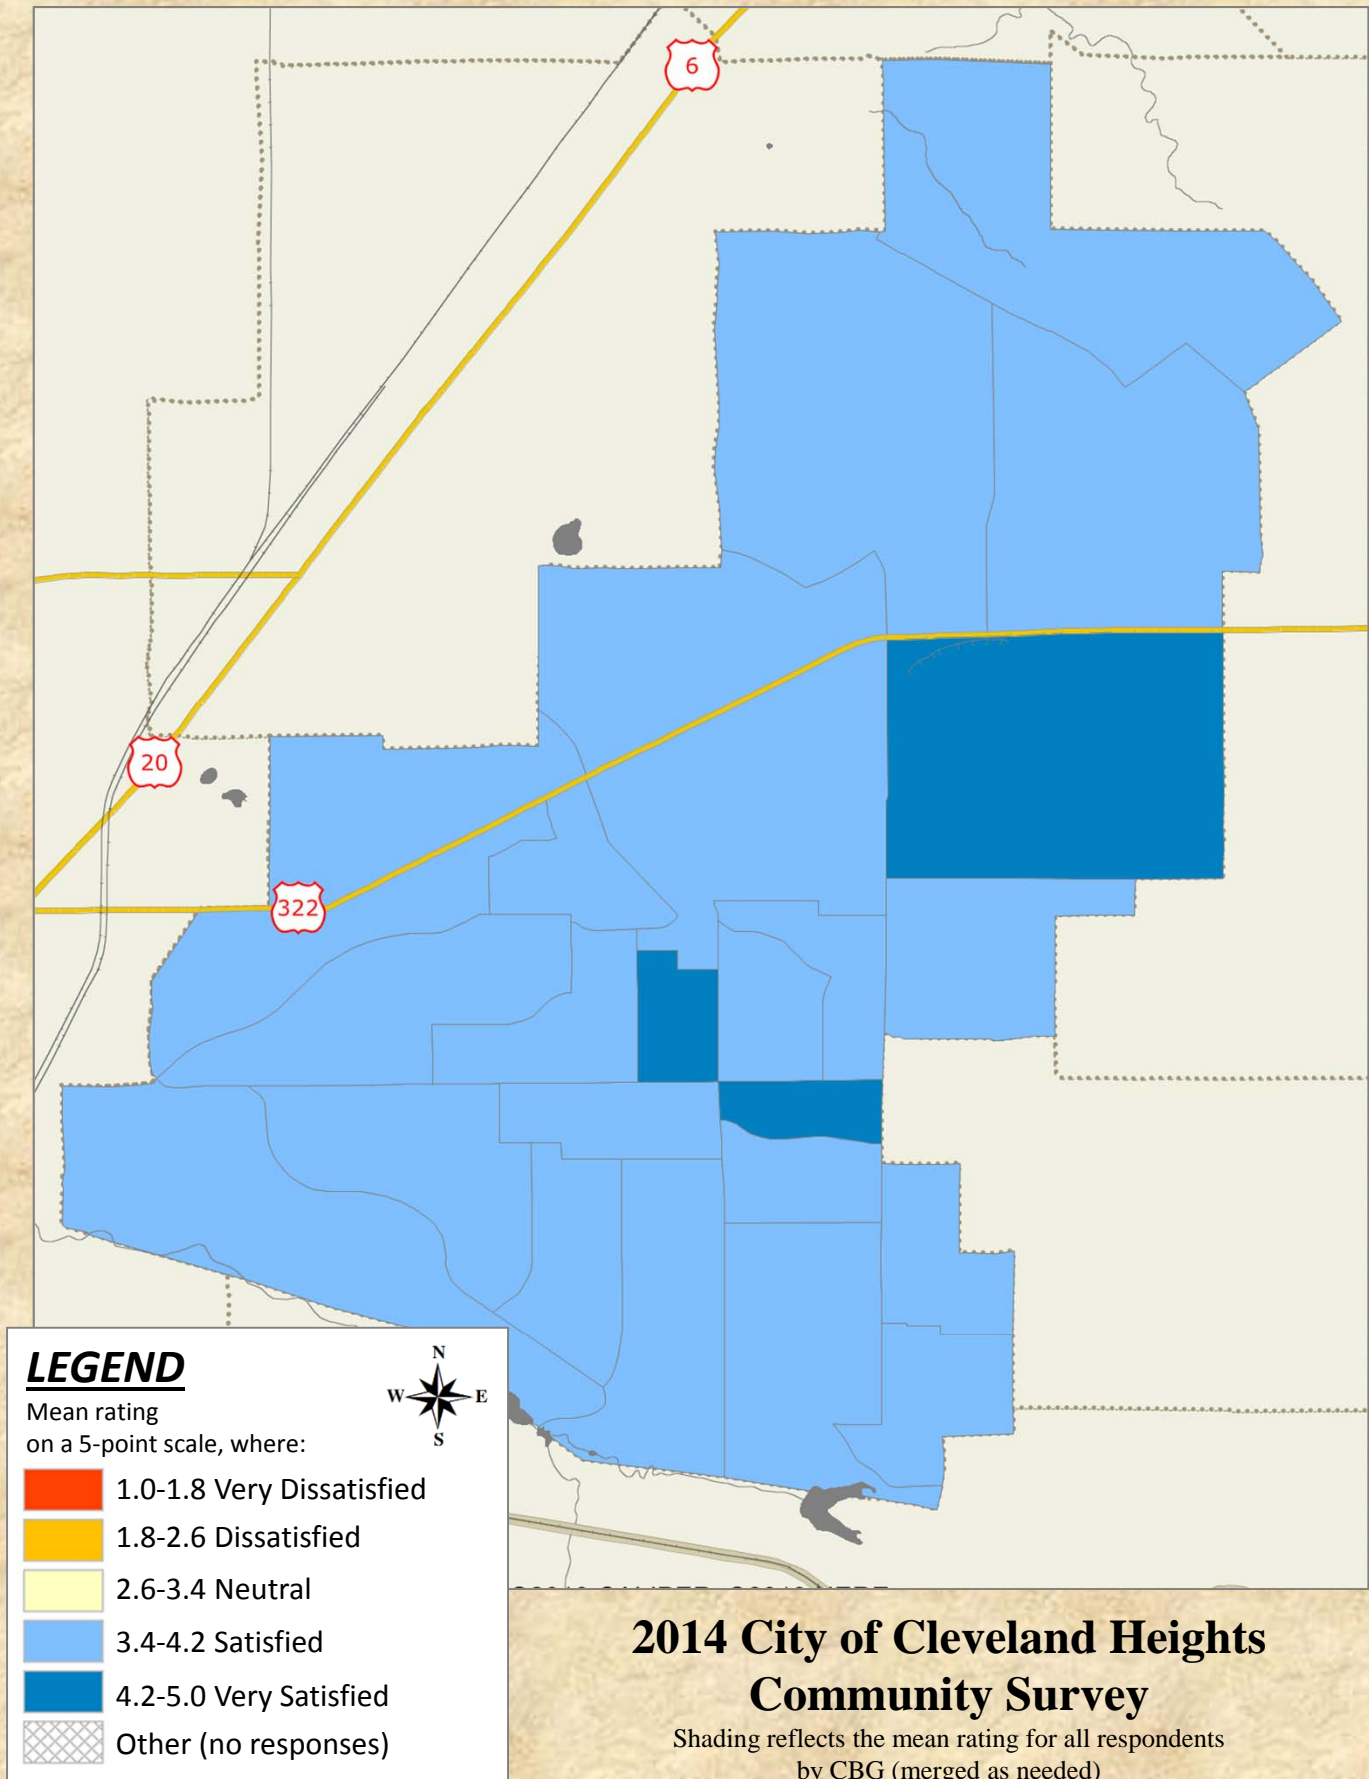 6
20
322
LEGEND
N
W E
S
Mean rating
on a 5-point scale, where:
1.0-1.8 Very Dissatisfied
1.8-2.6 Dissatisfied
2.6-3.4 Neutral
3.4-4.2 Satisfied
4.2-5.0 Very Satisfied
Other (no responses)
2014 City of Cleveland Heights
Community Survey
Shading reflects the mean rating for all respondents
by CBG (merged as needed)